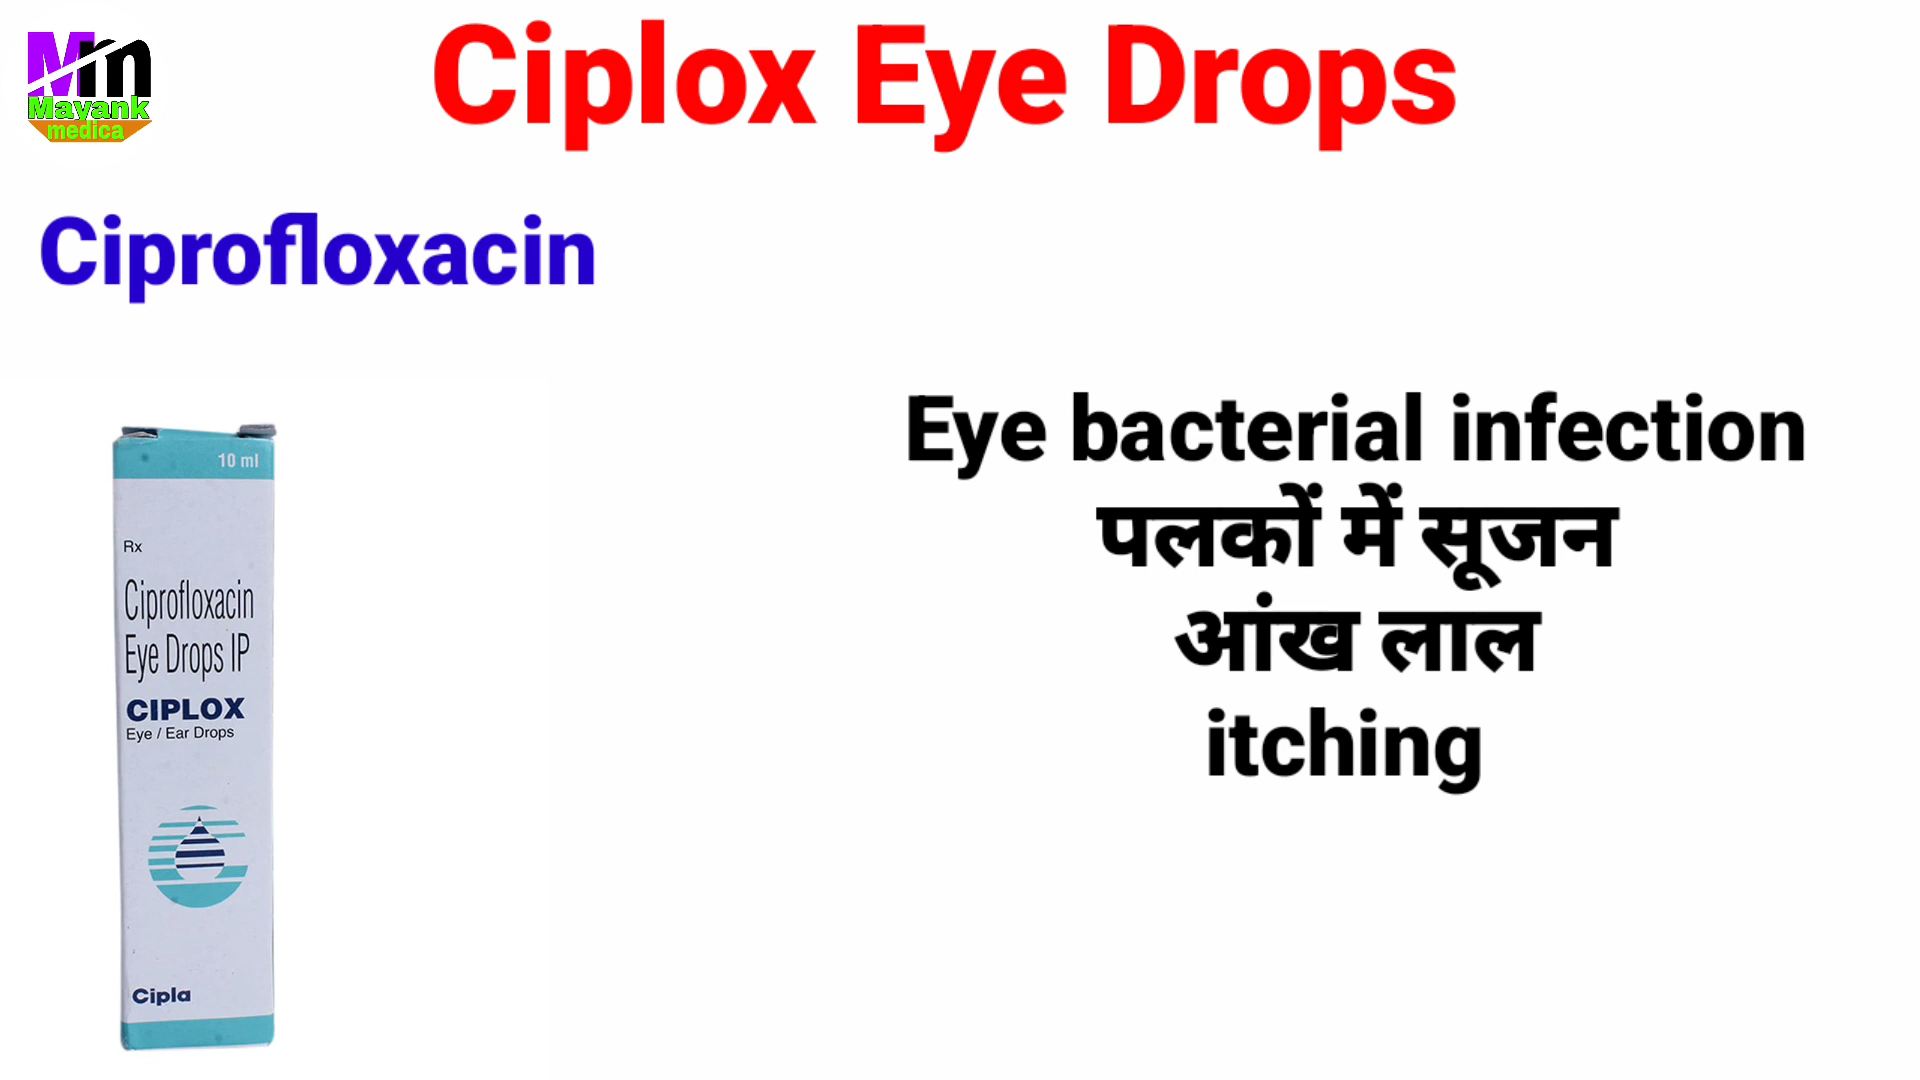 Mm
Mayank
medica
Ciplox Eye Drops
Ciprofloxacin
10 ml
Rx
Ciprofloxacin
Eye Drops IP
CIPLOX
Eye / Ear Drops
Cipla
Eye bacterial infection
पलकों में सूजन
आंख लाल
itching